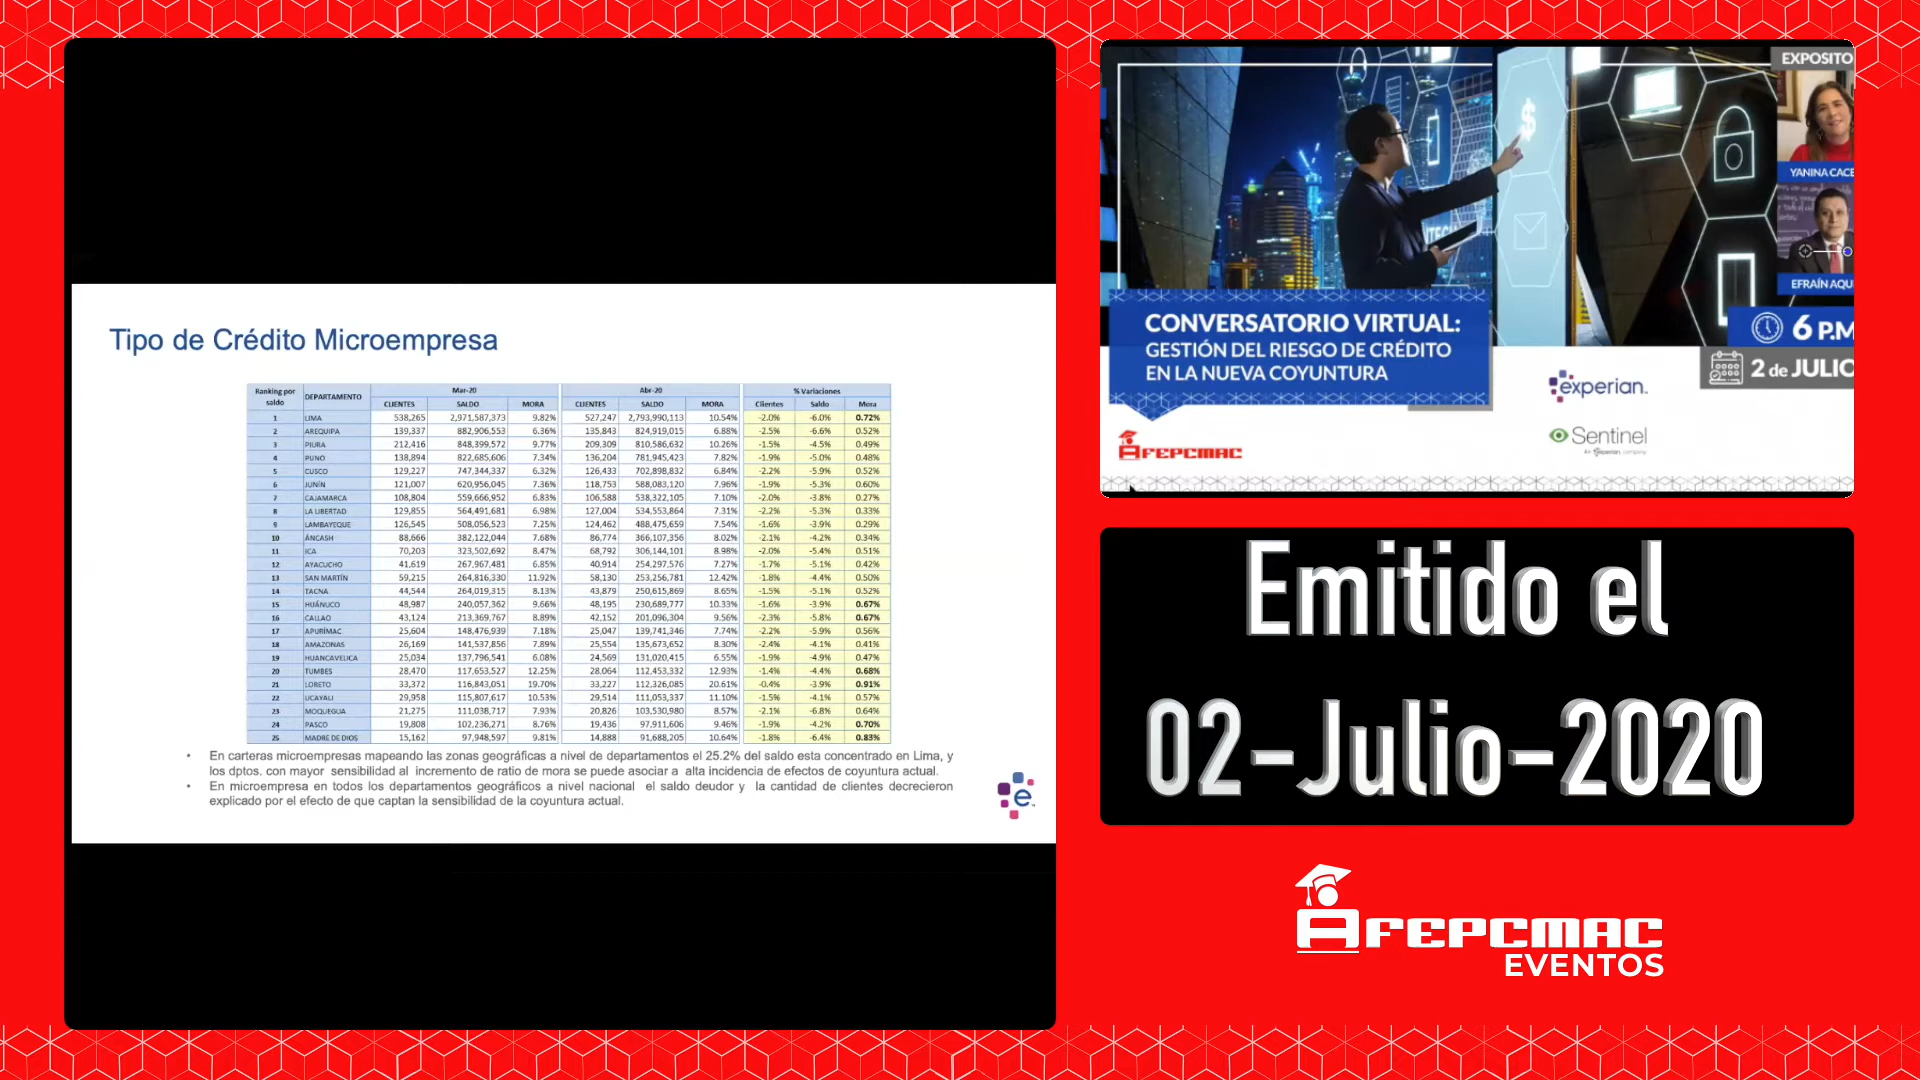 Tipo de Crédito Microempresa
Ranking por saldo DEPARTAMENTO Mar-20 Abr-20 % Variaciones
CLIENTES SALDO MORA CLIENTES SALDO MORA Clientes Saldo Mora
1 LIMA 538,265 2,971,587,373 9.82% 527,247 2,793,990,113 10.54% -2.0% -6.0% 0.72%
2 AREQUIPA 139,337 882,906,553 6.36% 135,843 824,919,015 6.88% -2.5% -6.6% 0.52%
3 PIURA 212,416 848,399,572 9.77% 209,309 810,586,632 10.26% -1.5% -4.5% 0.49%
4 PUNO 138,894 822,685,606 7.34% 136,204 781,945,423 7.82% -1.9% -5.0% 0.48%
5 CUSCO 129,227 747,344,337 6.32% 126,433 702,898,832 6.84% -2.2% -5.9% 0.52%
6 JUNÍN 121,007 620,956,045 7.36% 118,753 588,083,120 7.96% -1.9% -5.3% 0.60%
7 CAJAMARCA 108,804 559,666,952 6.83% 106,588 538,322,105 7.10% -2.0% -3.8% 0.27%
8 LA LIBERTAD 129,855 564,491,681 6.98% 127,004 534,553,864 7.31% -2.2% -5.3% 0.33%
9 LAMBAYEQUE 126,545 508,056,523 7.25% 124,462 488,475,659 7.54% -1.6% -3.9% 0.29%
10 ÁNCASH 88,666 382,122,044 7.68% 86,774 366,107,356 8.02% -2.1% -4.2% 0.34%
11 ICA 70,203 323,502,692 8.47% 68,792 306,144,101 8.98% -2.0% -5.4% 0.51%
12 AYACUCHO 41,619 267,967,481 6.85% 40,914 254,297,576 7.27% -1.7% -5.1% 0.42%
13 SAN MARTÍN 59,215 264,816,330 11.92% 58,130 253,256,781 12.42% -1.8% -4.4% 0.50%
14 TACNA 44,544 264,019,315 8.13% 43,879 250,615,869 8.65% -1.5% -5.1% 0.52%
15 HUÁNUCO 48,987 240,057,362 9.66% 48,195 230,689,777 10.33% -1.6% -3.9% 0.67%
16 CALLAO 43,124 213,369,767 8.89% 42,152 201,096,304 9.56% -2.3% -5.8% 0.67%
17 APURÍMAC 25,604 148,476,939 7.18% 25,047 139,741,346 7.74% -2.2% -5.9% 0.56%
18 AMAZONAS 26,169 141,537,856 7.89% 25,554 135,673,652 8.30% -2.4% -4.1% 0.41%
19 HUANCAVELICA 25,034 137,796,541 6.08% 24,569 131,020,415 6.55% -1.9% -4.9% 0.47%
20 TUMBES 28,470 117,653,527 12.25% 28,064 112,453,332 12.93% -1.4% -4.4% 0.68%
21 LORETO 33,372 116,843,051 19.70% 33,227 112,326,085 20.61% -0.4% -3.9% 0.91%
22 UCAYALI 29,958 115,807,617 10.53% 29,514 111,053,337 11.10% -1.5% -4.1% 0.57%
23 MOQUEGUA 21,275 111,038,717 7.93% 20,826 103,530,980 8.57% -2.1% -6.8% 0.64%
24 PASCO 19,808 102,236,271 8.76% 19,436 97,911,606 9.46% -1.9% -4.2% 0.70%
25 MADRE DE DIOS 15,162 97,948,597 9.81% 14,888 91,688,205 10.64% -1.8% -6.4% 0.83%
• En carteras microempresas mapeando las zonas geográficas a nivel de departamentos el 25.2% del saldo esta concentrado en Lima, y
los dptos. con mayor sensibilidad al incremento de ratio de mora se puede asociar a alta incidencia de efectos de coyuntura actual.
• En microempresa en todos los departamentos geográficos a nivel nacional el saldo deudor y la cantidad de clientes decrecieron
explicado por el efecto de que captan la sensibilidad de la coyuntura actual.
e
EXPOSITO
YANINA CACE
EFRAÍN AQU
CONVERSATORIO VIRTUAL:
GESTIÓN DEL RIESGO DE CRÉDITO
EN LA NUEVA COYUNTURA
6 P.M
2 de JULIO
experian.
Sentinel
AFEPCMAC
Emitido el
02-Julio-2020
AFEPCMAC
EVENTOS